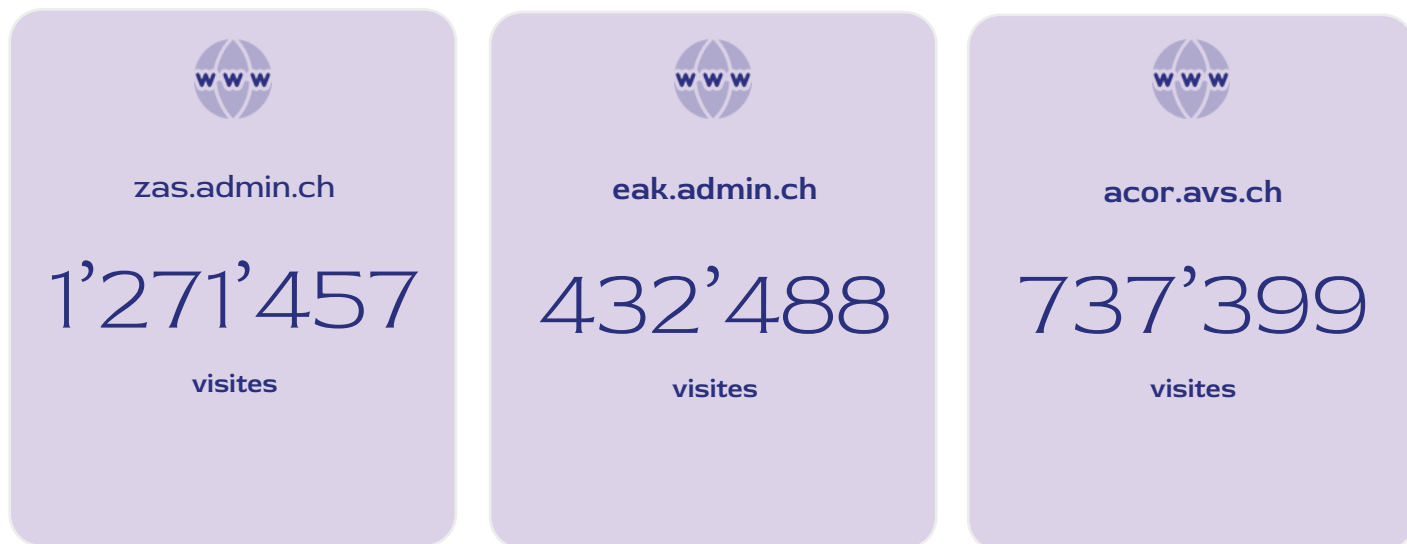 www
zas.admin.ch
1’271’457
visites
www
eak.admin.ch
432’488
visites
www
acor.avs.ch
737’399
visites